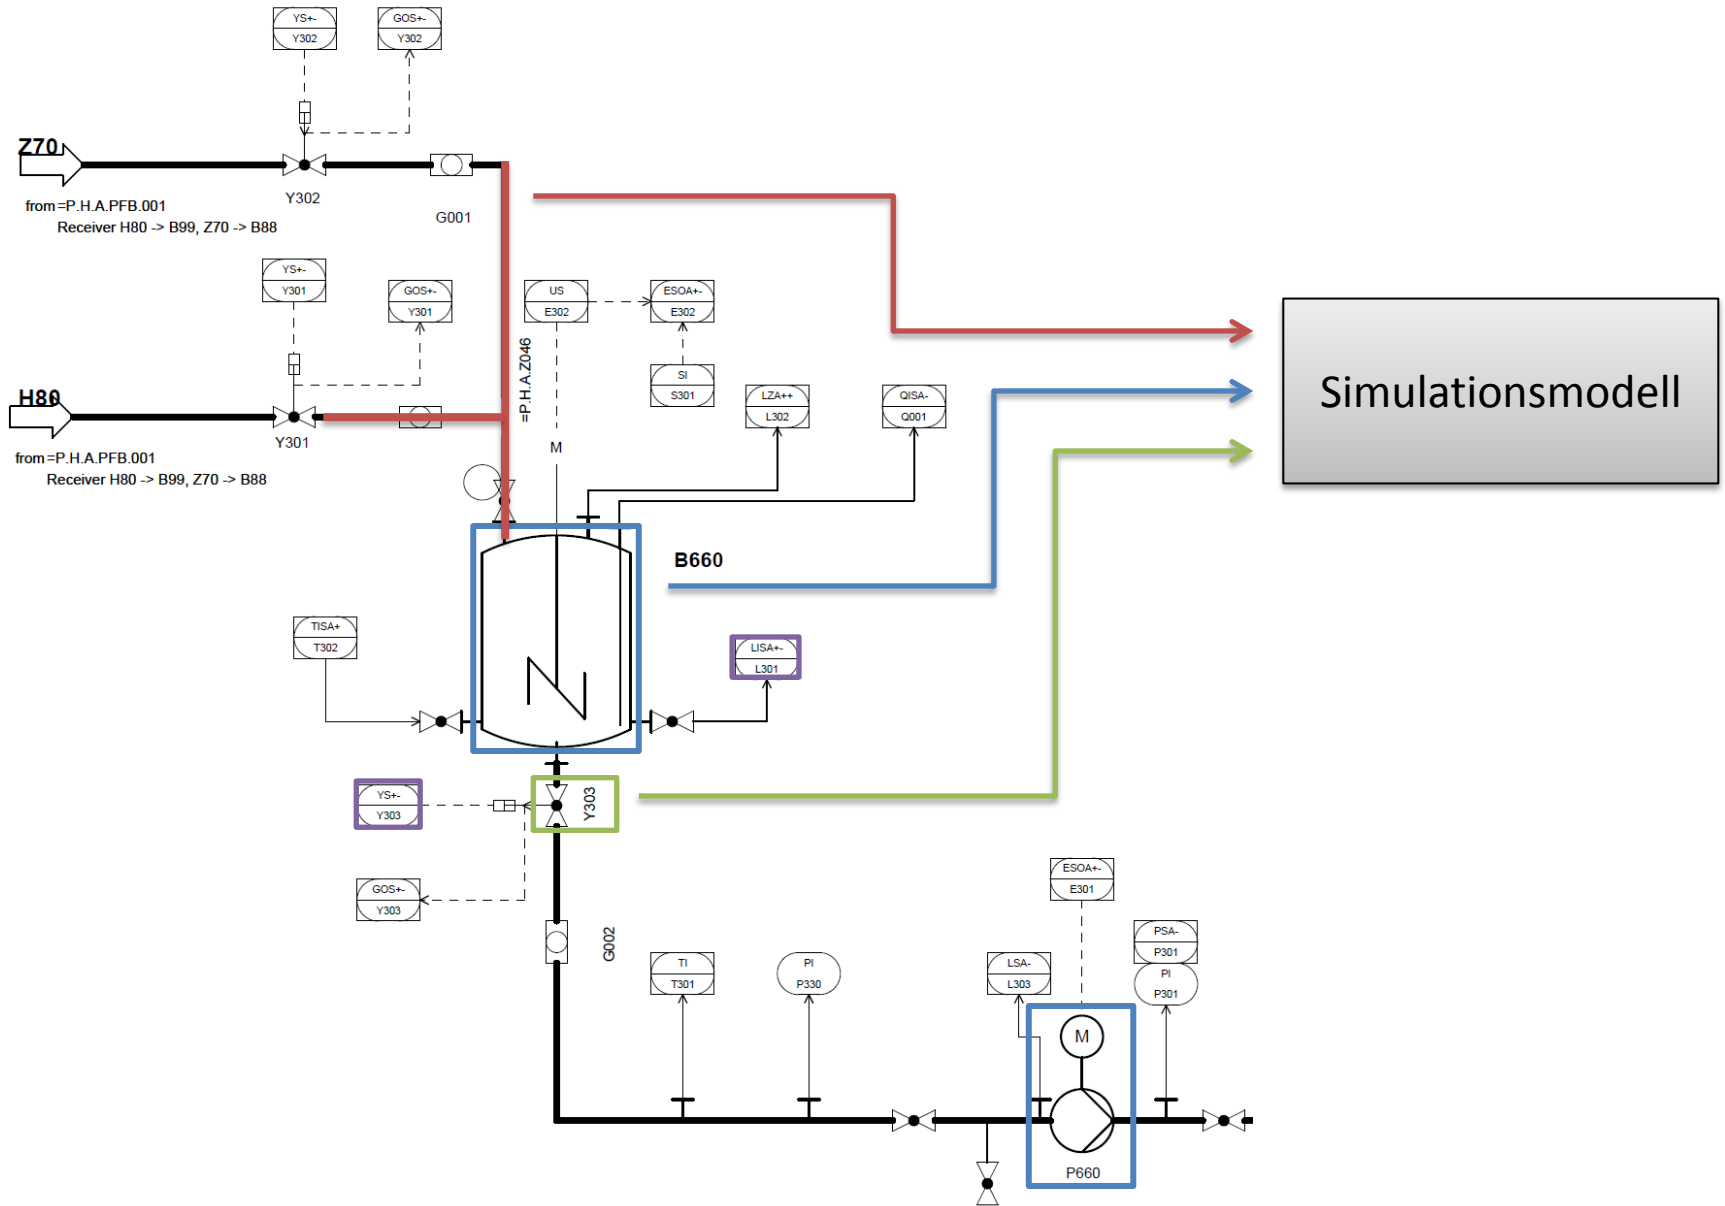 YS+-
Y302
GOS+-
Y302
Z70
Y302
G001
from =P.H.A.PFB.001
Receiver H80 -> B99, Z70 -> B88
YS+-
Y301
GOS+-
Y301
US
E302
ESOA+-
E302
=P.H.A.Z046
SI
S301
LZA++
L302
QISA-
Q001
Simulationsmodell
H80
Y301
M
from =P.H.A.PFB.001
Receiver H80 -> B99, Z70 -> B88
B660
TISA+
T302
LISA+-
L301
YS+-
Y303
Y303
GOS+-
Y303
G002
TI
T301
PI
P330
LSA-
L303
ESOA+-
E301
PSA-
P301
PI
P301
M
P660